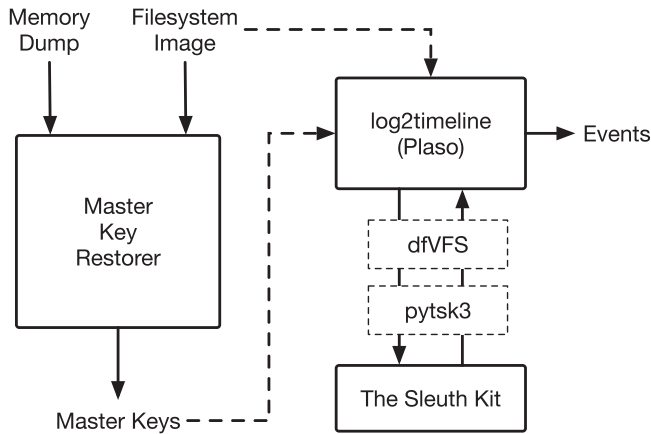 Memory
Dump
Filesystem
Image
log2timeline
(Plaso)
Events
Master
Key
Restorer
dfVFS
pytsk3
The Sleuth Kit
Master Keys